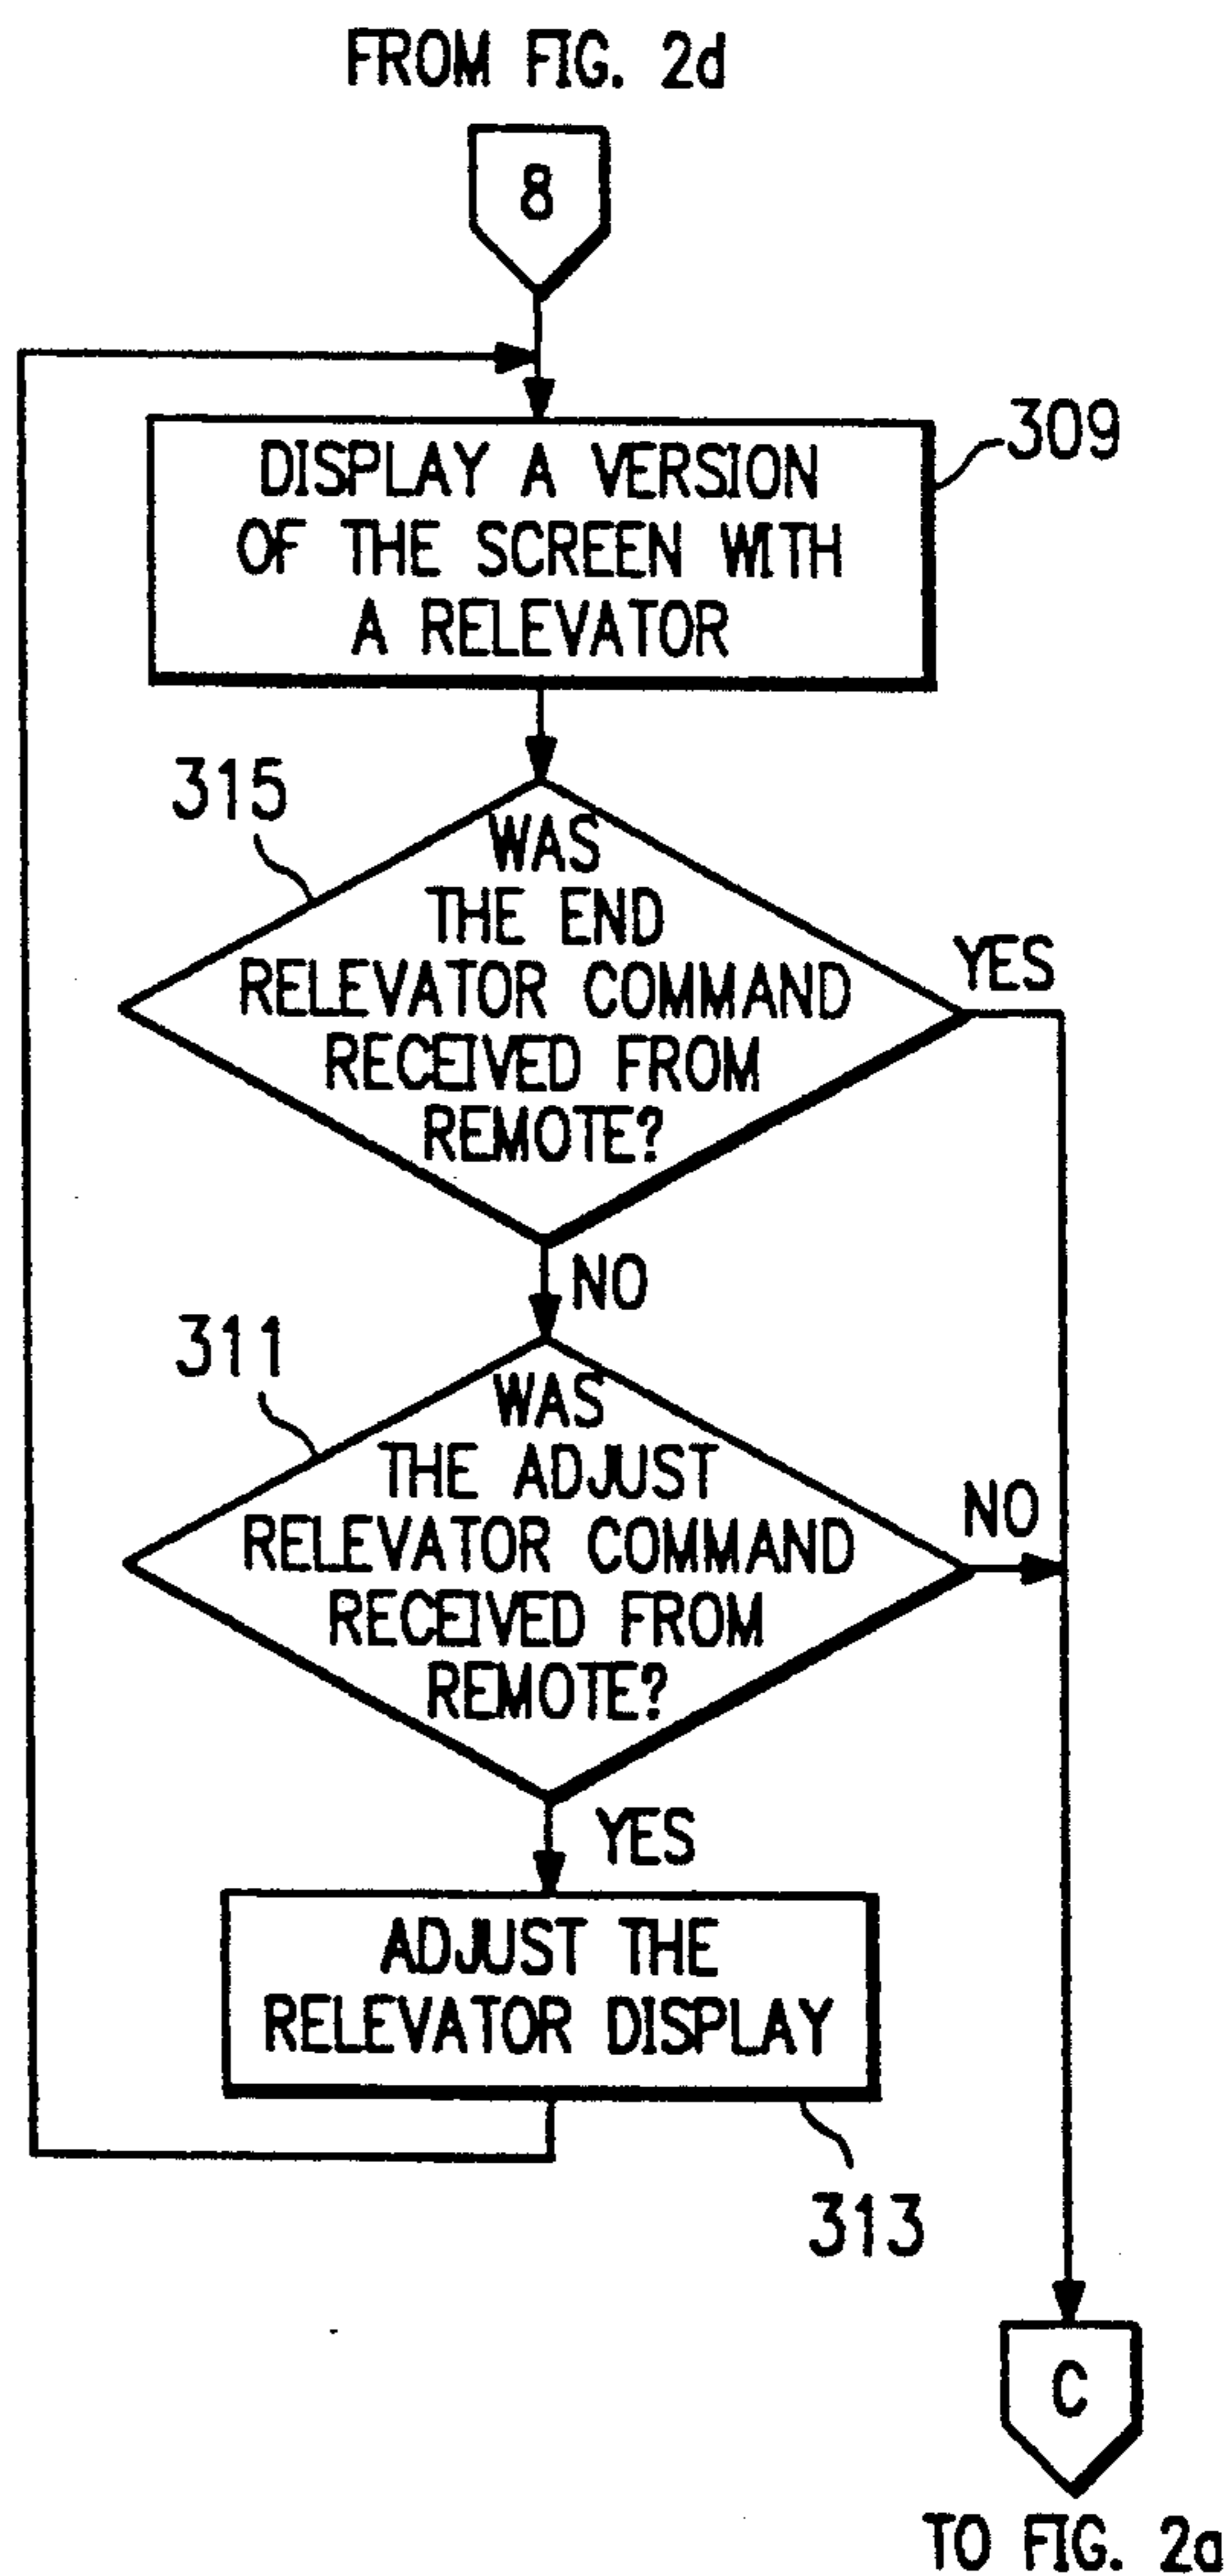 FROM FIG. 2d
8
DISPLAY A VERSION
OF THE SCREEN WITH
A RELEVATOR
309
315
WAS
THE END
RELEVATOR COMMAND
RECEIVED FROM
REMOTE?
YES
NO
311
WAS
THE ADJUST
RELEVATOR COMMAND
RECEIVED FROM
REMOTE?
NO
YES
ADJUST THE
RELEVATOR DISPLAY
313
C
TO FIG. 2a